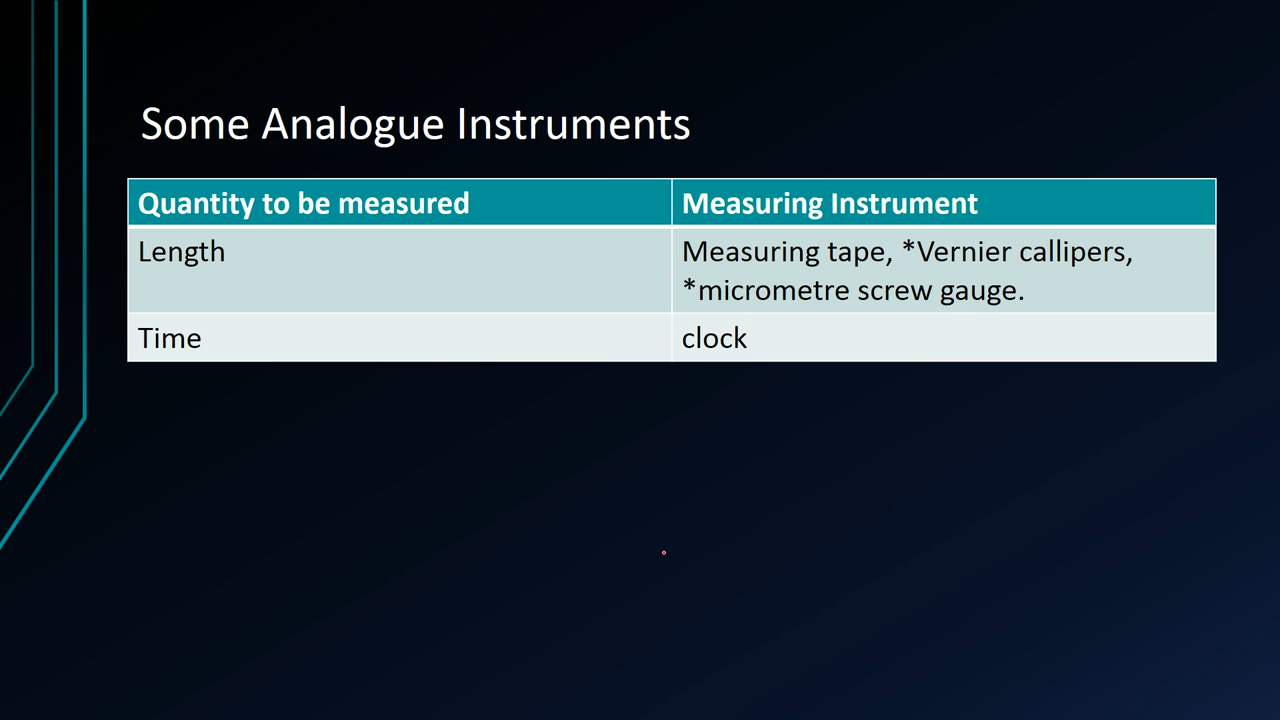 Some Analogue Instruments
Quantity to be measured
Measuring Instrument
Length
Measuring tape, *Vernier callipers,
*micrometre screw gauge.
Time
clock